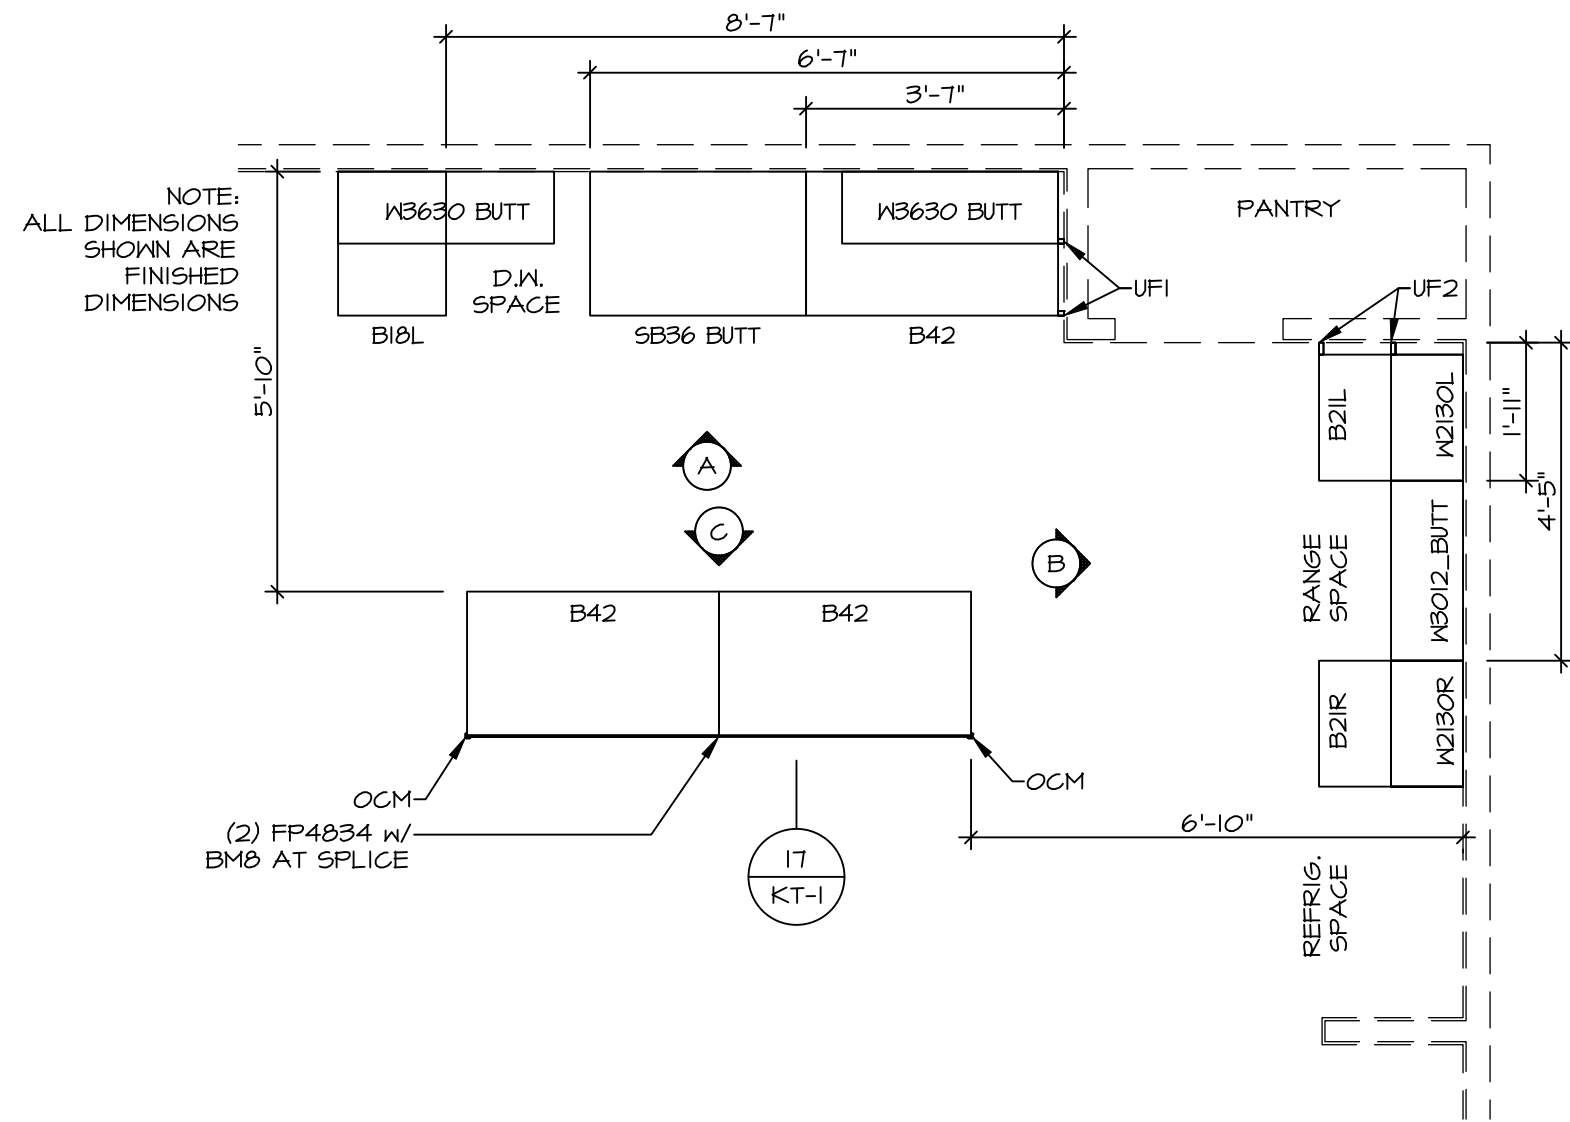 8'-7"
6'-7"
3'-7"
NOTE:
ALL DIMENSIONS
SHOWN ARE
FINISHED
DIMENSIONS
W3630 BUTT
W3630 BUTT
PANTRY
D.W.
SPACE
UF1
UF2
B18L
SB36 BUTT
B42
5'-10"
B21L
W2130L
1'-11"
4'-5"
A
C
B
RANGE
SPACE
W3012_BUTT
B42
B42
B21R
W2130R
OCM
OCM
(2) FP4834 W/
BM8 AT SPLICE
6'-10"
17
KT-1
REFRIG.
SPACE